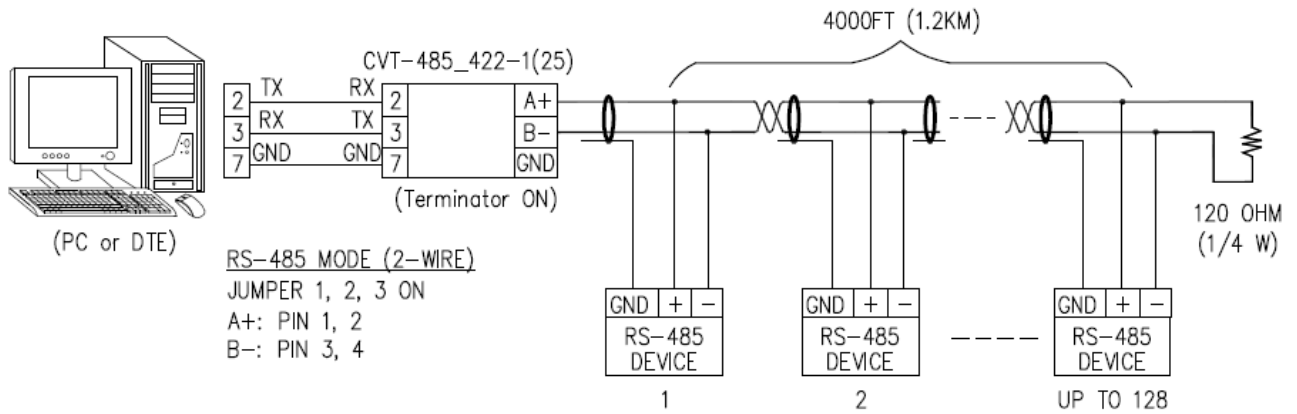 4000FT (1.2KM)
CVT-485_422-1(25)
2 TX RX 2 A+
3 RX TX 3 B-
7 GND GND 7 GND
(Terminator ON)
(PC or DTE)
120 OHM
(1/4 W)
RS-485 MODE (2-WIRE)
JUMPER 1, 2, 3 ON
A+: PIN 1, 2
B-: PIN 3, 4
GND + -
RS-485
DEVICE
1
GND + -
RS-485
DEVICE
2
GND + -
RS-485
DEVICE
UP TO 128